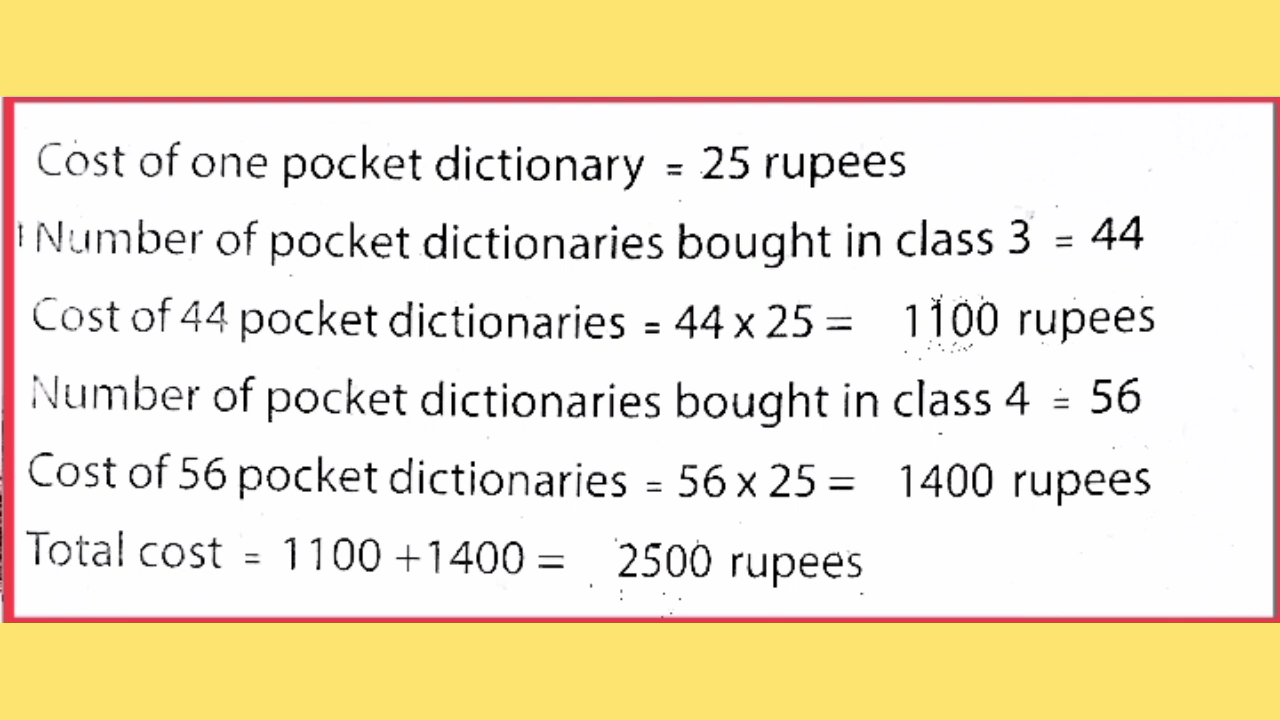 Cost of one pocket dictionary = 25 rupees
Number of pocket dictionaries bought in class 3 = 44
Cost of 44 pocket dictionaries = 44 x 25 = 1100 rupees
Number of pocket dictionaries bought in class 4 = 56
Cost of 56 pocket dictionaries = 56 x 25 = 1400 rupees
Total cost = 1100 +1400 = 2500 rupees